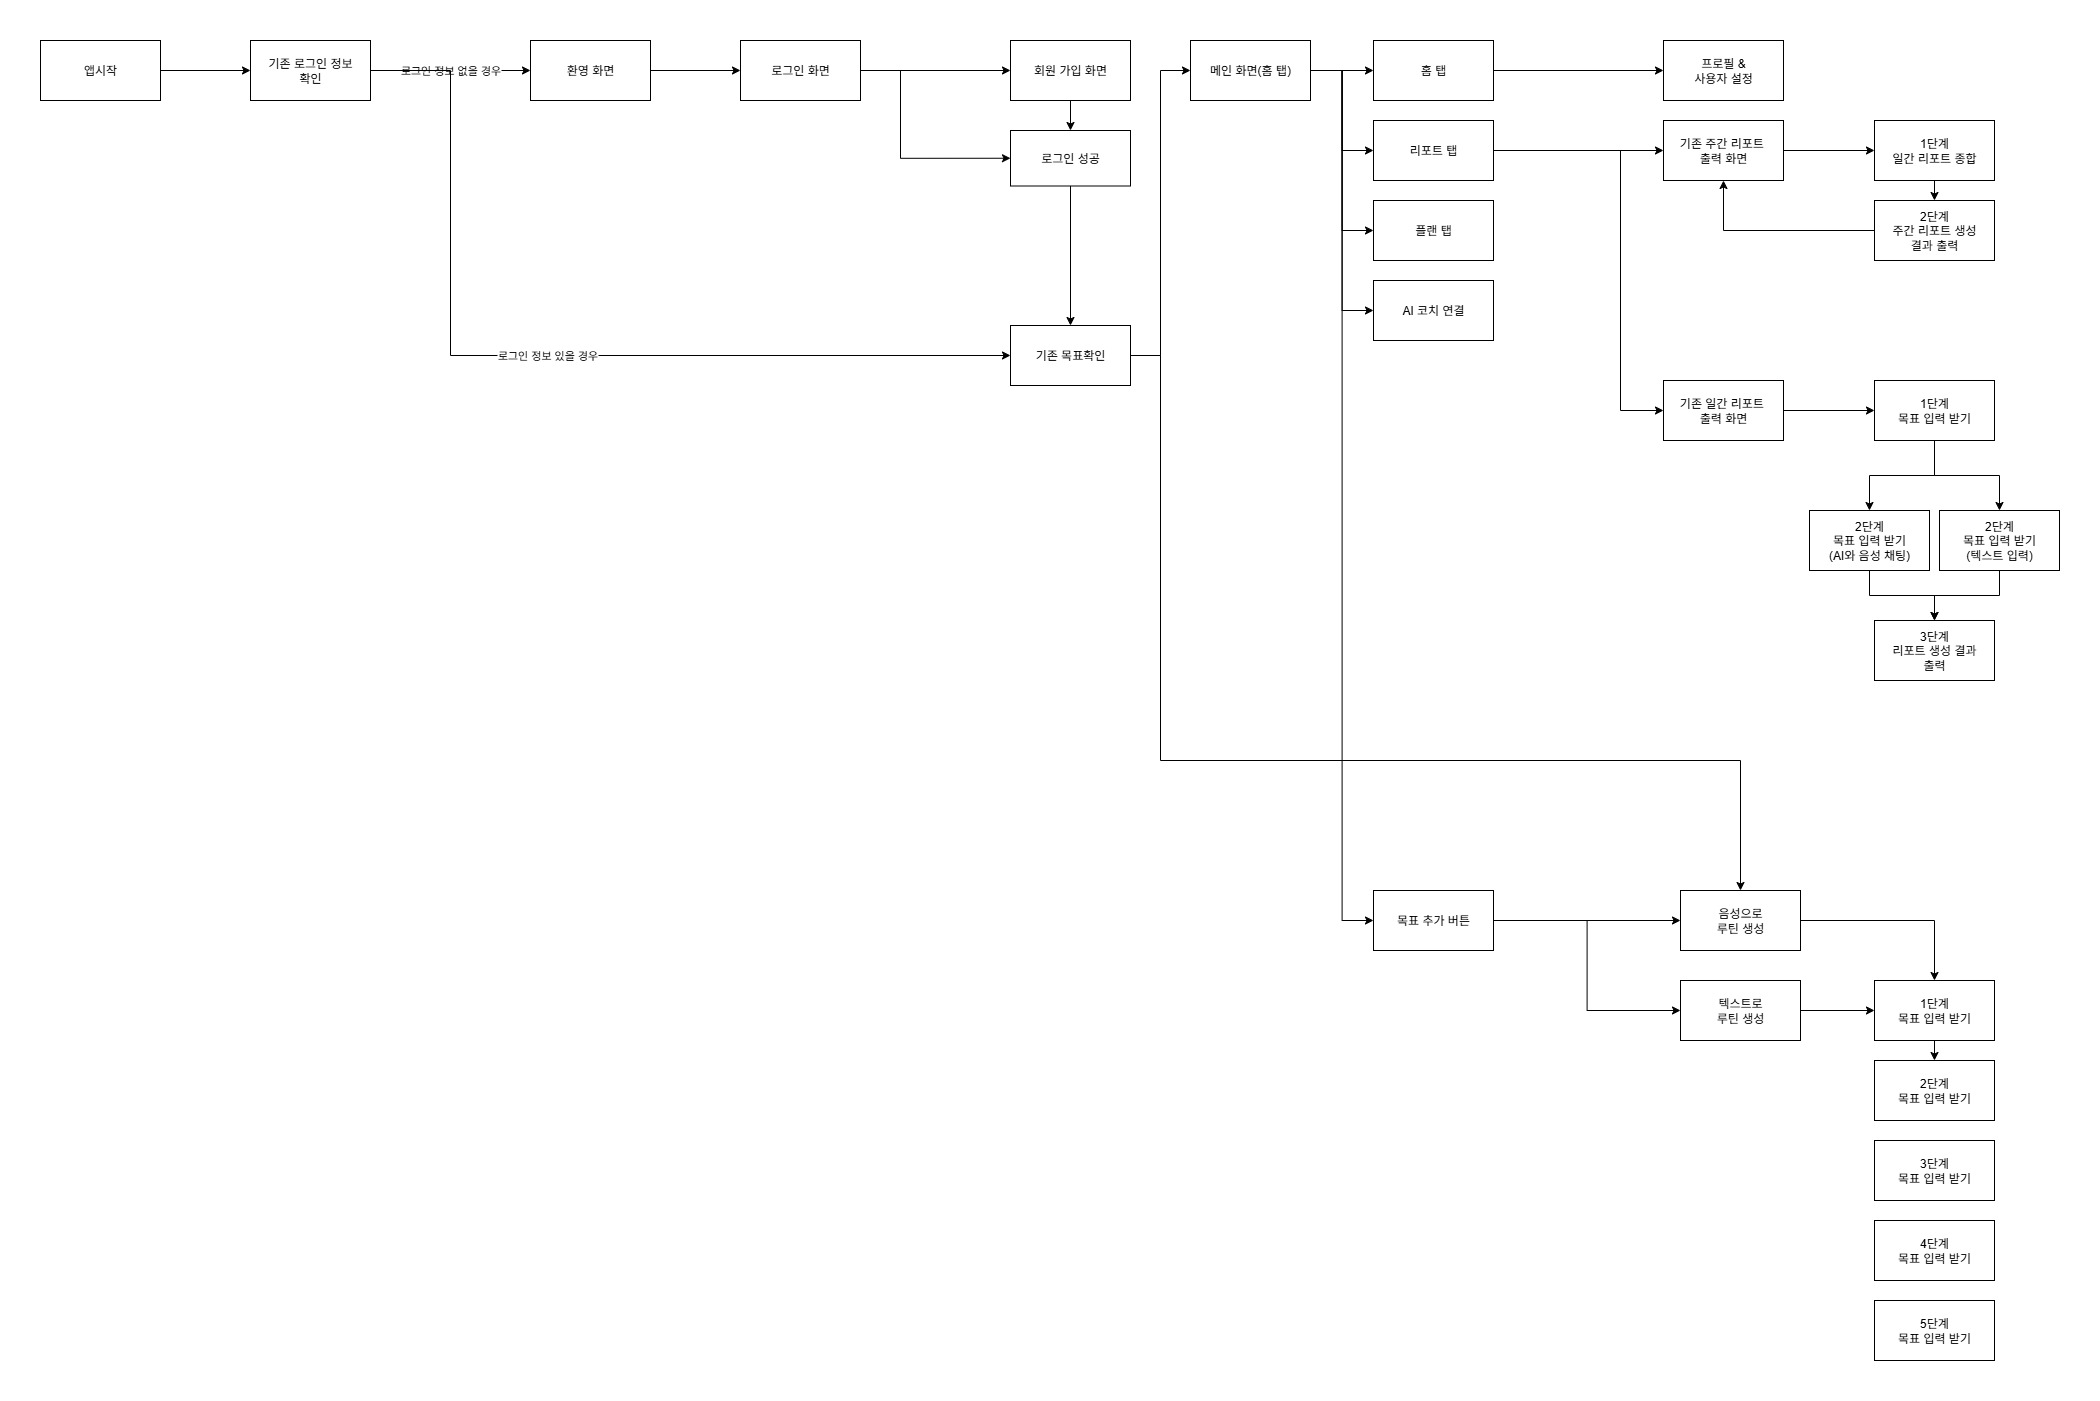 앱시작
기존 로그인 정보
확인
로그인 정보 없을 경우
환영 화면
로그인 화면
회원 가입 화면
로그인 성공
로그인 정보 있을 경우
기존 목표확인
메인 화면(홈 탭)
홈 탭
프로필 &
사용자 설정
리포트 탭
기존 주간 리포트
출력 화면
1단계
일간 리포트 종합
2단계
주간 리포트 생성
결과 출력
플랜 탭
AI 코치 연결
기존 일간 리포트
출력 화면
1단계
목표 입력 받기
2단계
목표 입력 받기
(AI와 음성 채팅)
2단계
목표 입력 받기
(텍스트 입력)
3단계
리포트 생성 결과
출력
목표 추가 버튼
음성으로
루틴 생성
텍스트로
루틴 생성
1단계
목표 입력 받기
2단계
목표 입력 받기
3단계
목표 입력 받기
4단계
목표 입력 받기
5단계
목표 입력 받기